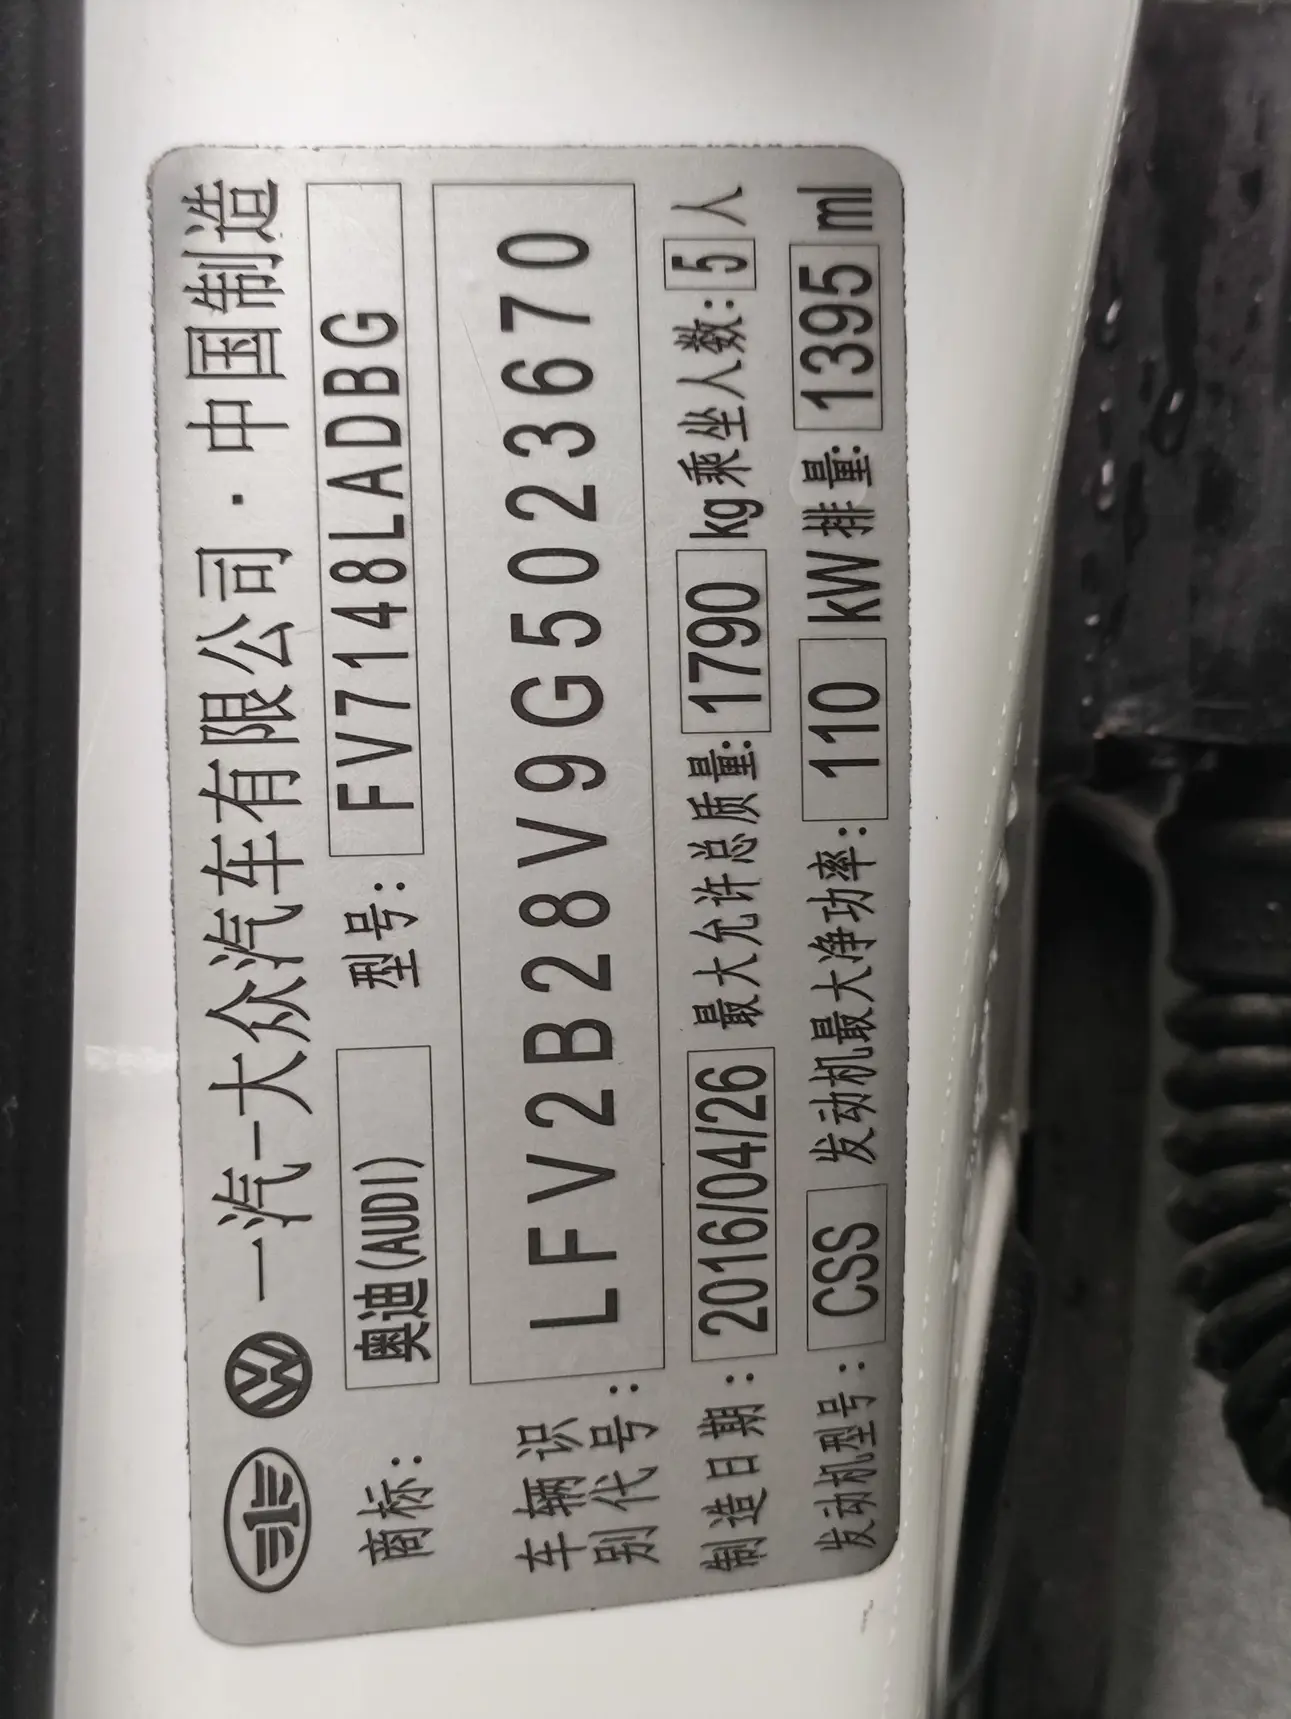 一汽-大众汽车有限公司·中国制造
商标: 奥迪(AUDI) 型号: FV7148LADBG
车辆识别代号: LFV2B28V9G5023670
制造日期: 2016/04/26 最大允许总质量: 1790 kg 乘坐人数: 5 人
发动机型号: CSS 发动机最大净功率: 110 kW 排量: 1395 ml